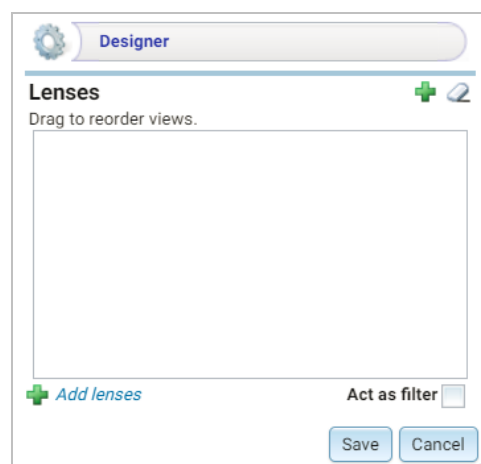 Designer
Lenses
Drag to reorder views.
Add lenses Act as filter
Save Cancel